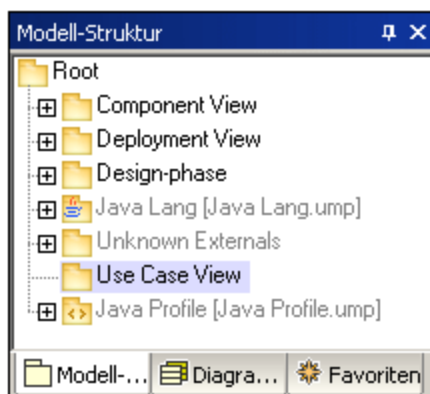 Modell-Struktur
Root
Component View
Deployment View
Design-phase
Java Lang [Java Lang.ump]
Unknown Externals
Use Case View
Java Profile [Java Profile.ump]
Modell-... Diagra... Favoriten